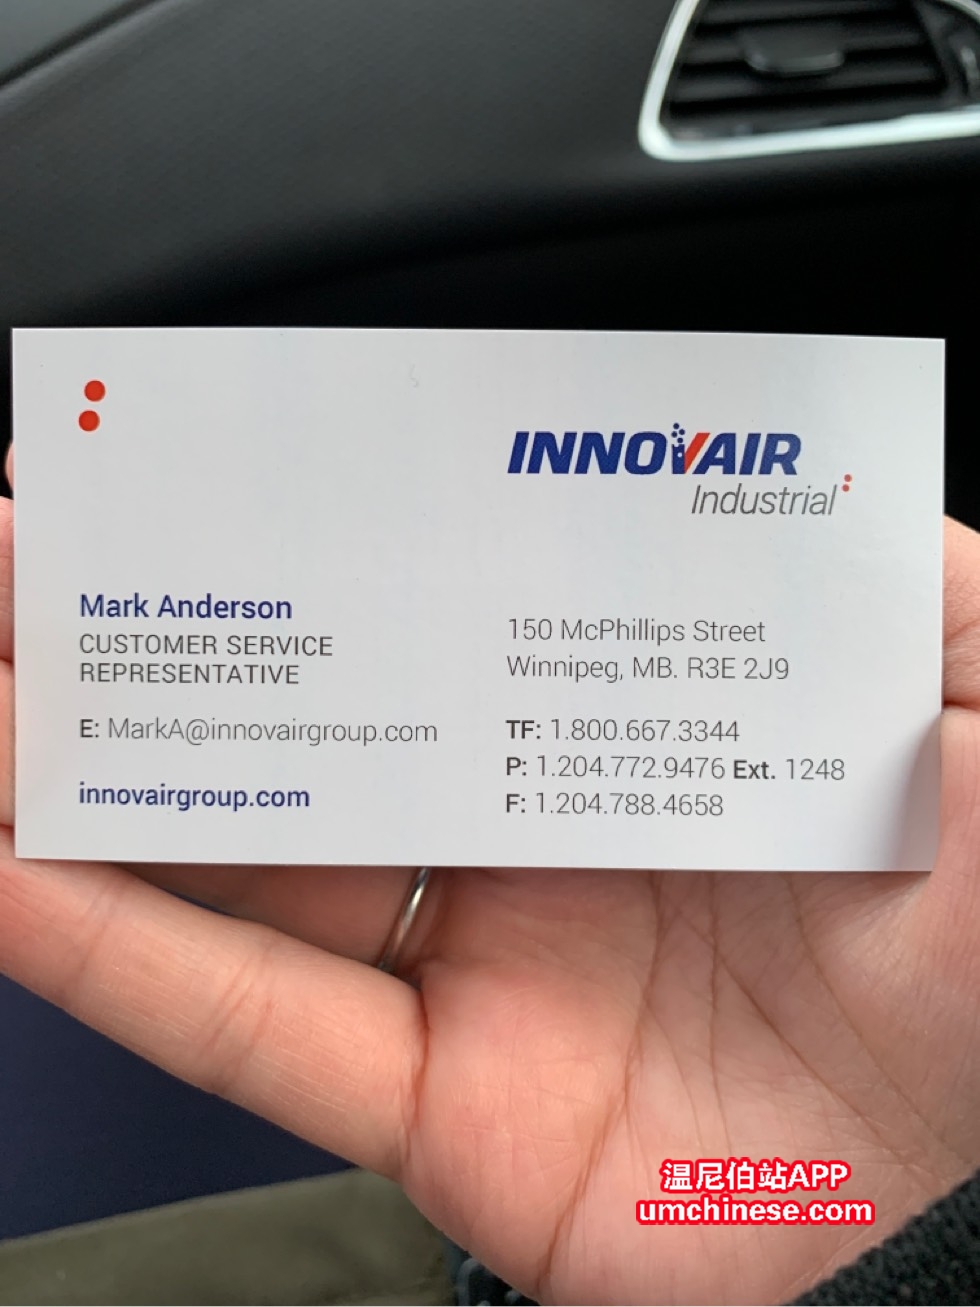 INNOVAIR
Industrial
Mark Anderson
CUSTOMER SERVICE
REPRESENTATIVE
E: MarkA@innovairgroup.com
innovairgroup.com
150 McPhillips Street
Winnipeg, MB. R3E 2J9
TF: 1.800.667.3344
P: 1.204.772.9476 Ext. 1248
F: 1.204.788.4658
温尼伯站APP
umchinese.com